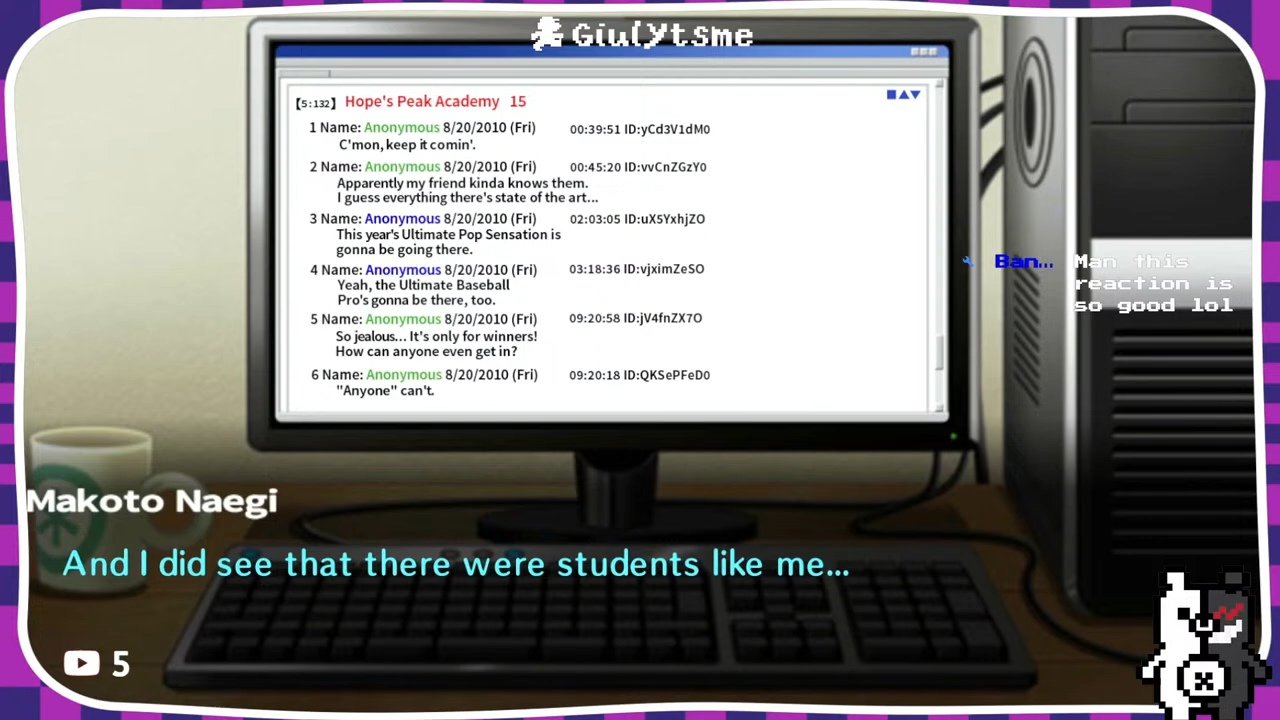 GiulYtsme
【5:132】 Hope's Peak Academy 15
1 Name: Anonymous 8/20/2010 (Fri) 00:39:51 ID:yCd3V1dM0
C'mon, keep it comin'.
2 Name: Anonymous 8/20/2010 (Fri) 00:45:20 ID:vvCnZGzY0
Apparently my friend kinda knows them.
I guess everything there's state of the art...
3 Name: Anonymous 8/20/2010 (Fri) 02:03:05 ID:uX5YxhjZO
This year's Ultimate Pop Sensation is
gonna be going there.
4 Name: Anonymous 8/20/2010 (Fri) 03:18:36 ID:vjximZeSO
Yeah, the Ultimate Baseball
Pro's gonna be there, too.
5 Name: Anonymous 8/20/2010 (Fri) 09:20:58 ID:jV4fnZX7O
So jealous... It's only for winners!
How can anyone even get in?
6 Name: Anonymous 8/20/2010 (Fri) 09:20:18 ID:QKSePFeD0
"Anyone" can't.
Ban... Man this
reaction is
so good lol
Makoto Naegi
And I did see that there were students like me...
5